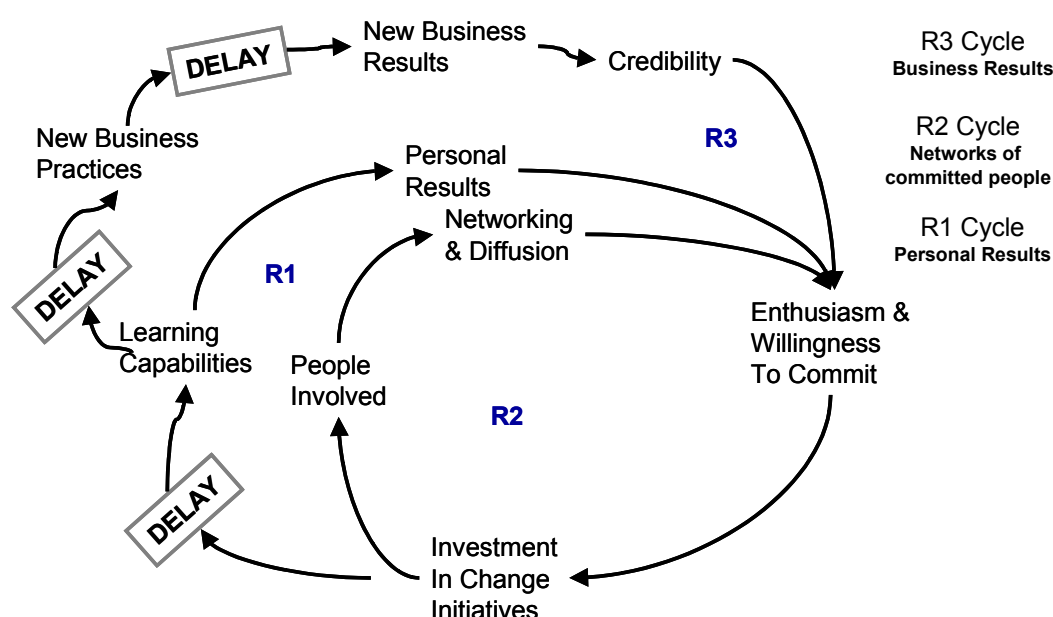 New Business
Results
DELAY
Credibility
R3 Cycle
Business Results
New Business
Practices
R3
R2 Cycle
Networks of
committed people
Personal
Results
Networking
& Diffusion
R1 Cycle
Personal Results
R1
DELAY
Learning
Capabilities
People
Involved
Enthusiasm &
Willingness
To Commit
R2
DELAY
Investment
In Change
Initiatives